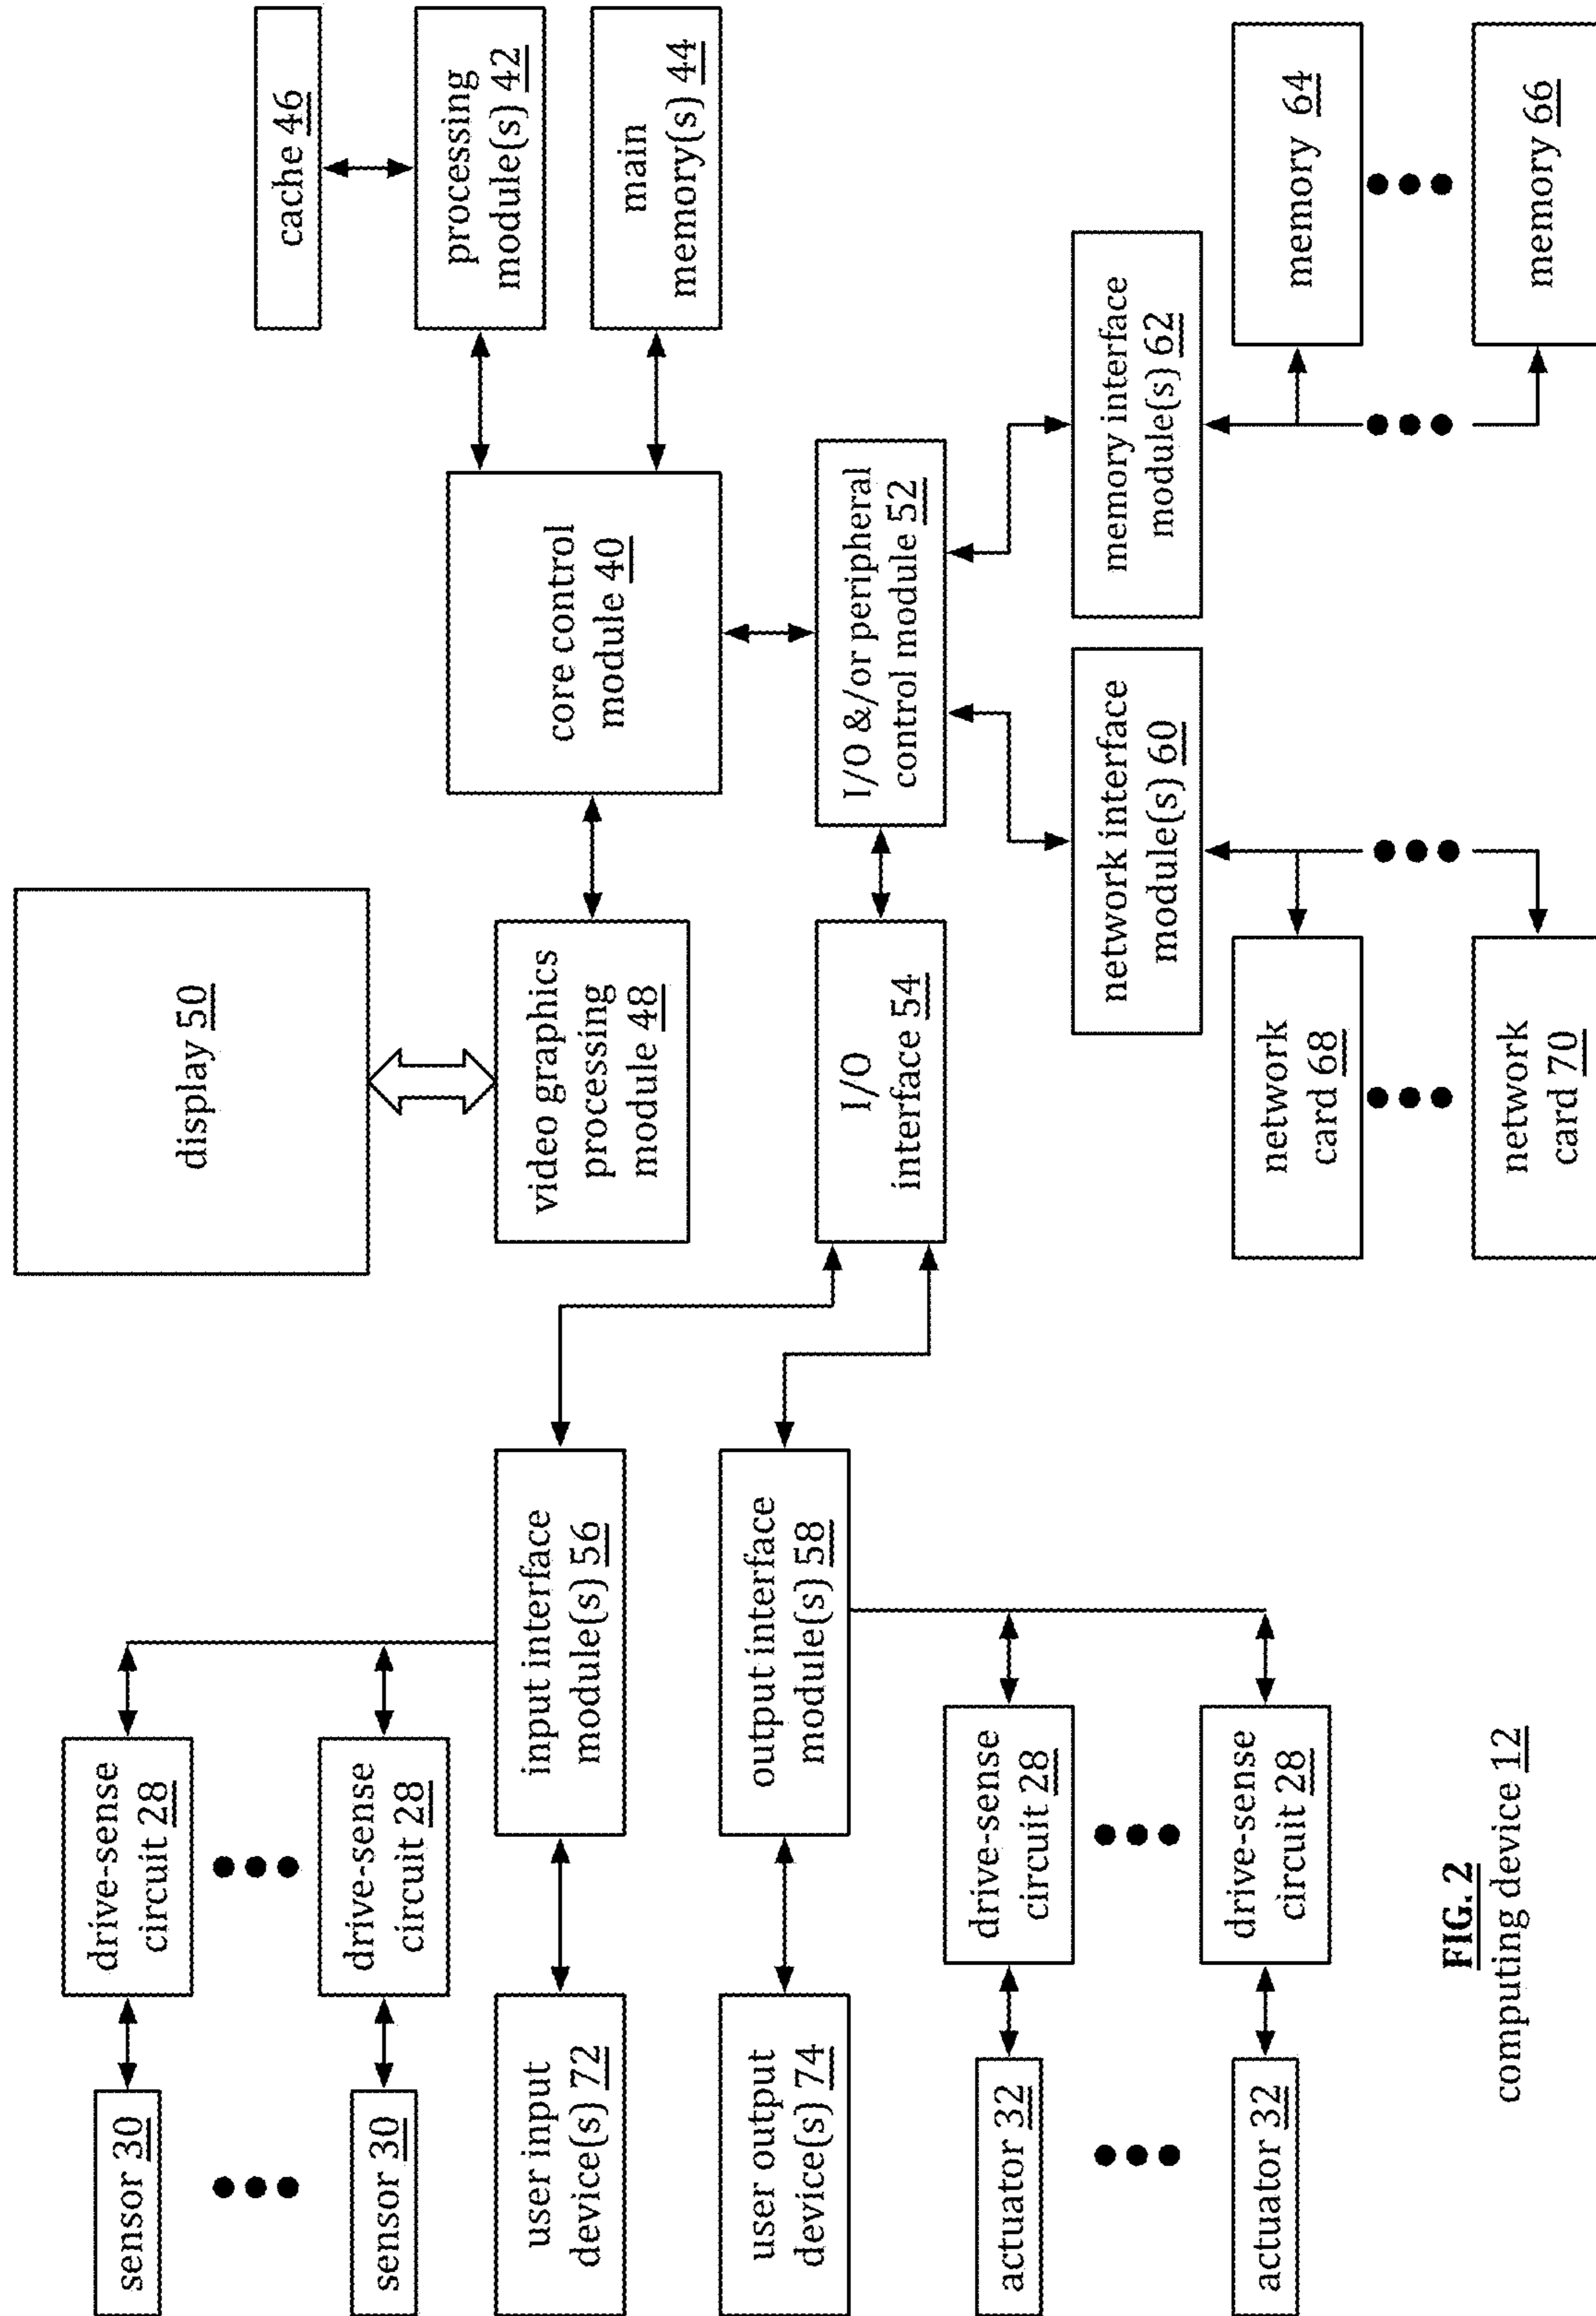 display 50
cache 46
processing
module(s) 42
main
memory(s) 44
core control
module 40
video graphics
processing
module 48
I/O &/or peripheral
control module 52
I/O
interface 54
memory interface
module(s) 62
network interface
module(s) 60
memory 64
memory 66
network
card 68
network
card 70
sensor 30
drive-sense
circuit 28
sensor 30
drive-sense
circuit 28
user input
device(s) 72
input interface
module(s) 56
user output
device(s) 74
output interface
module(s) 58
actuator 32
drive-sense
circuit 28
actuator 32
drive-sense
circuit 28
FIG. 2
computing device 12